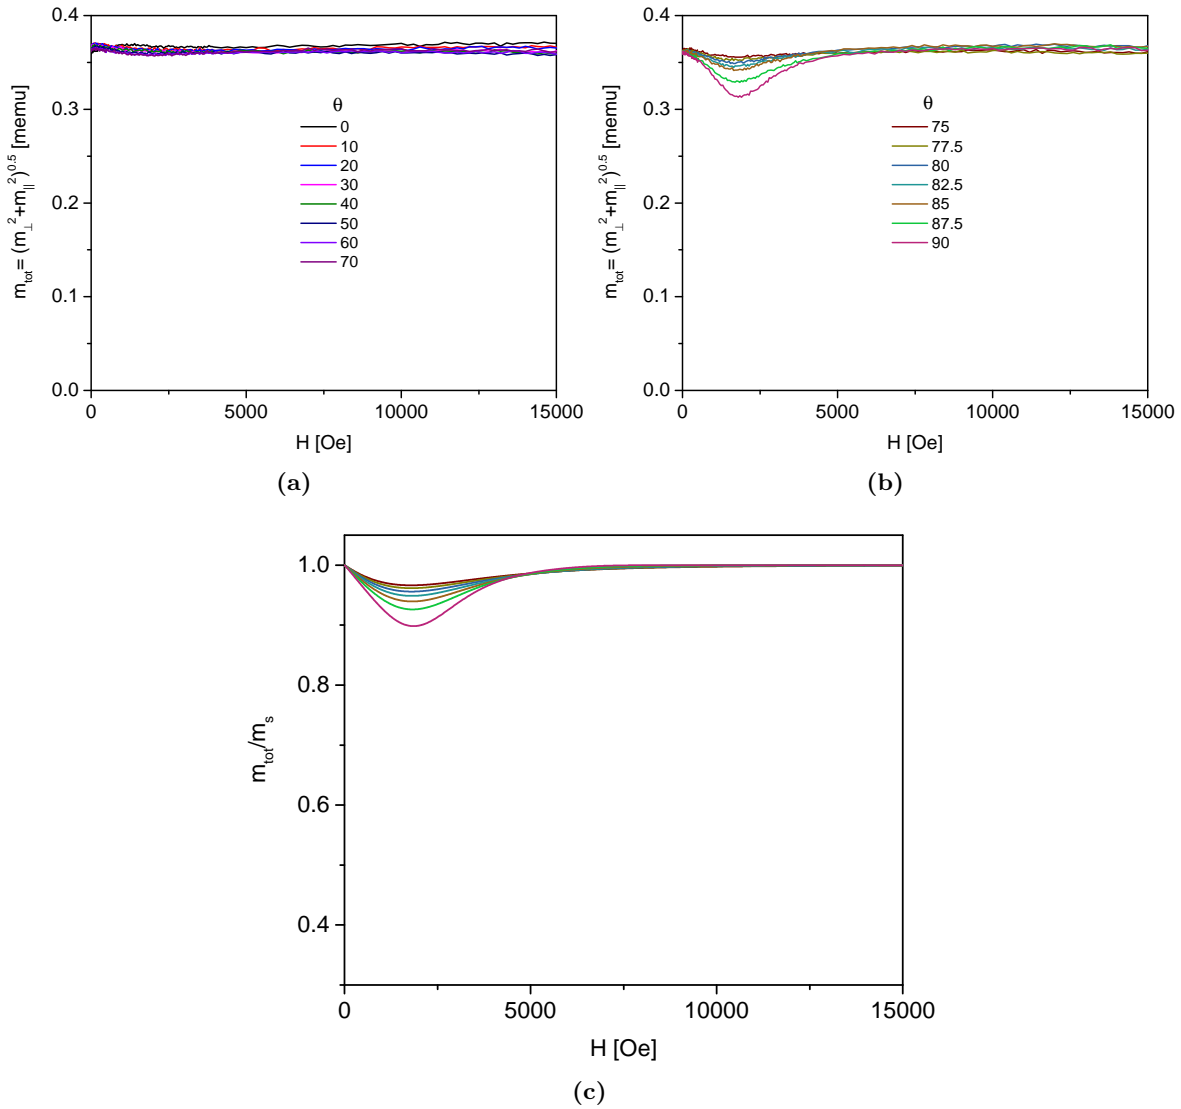 0.4
0.3
0.2
0.1
0.0
m_tot = (m_⊥^2+m_||^2)^0.5 [memu]
θ
0
10
20
30
40
50
60
70
0 5000 10000 15000
H [Oe]
(a)
0.4
0.3
0.2
0.1
0.0
m_tot = (m_⊥^2+m_||^2)^0.5 [memu]
θ
75
77.5
80
82.5
85
87.5
90
0 5000 10000 15000
H [Oe]
(b)
1.0
0.8
0.6
0.4
m_tot/m_s
0 5000 10000 15000
H [Oe]
(c)